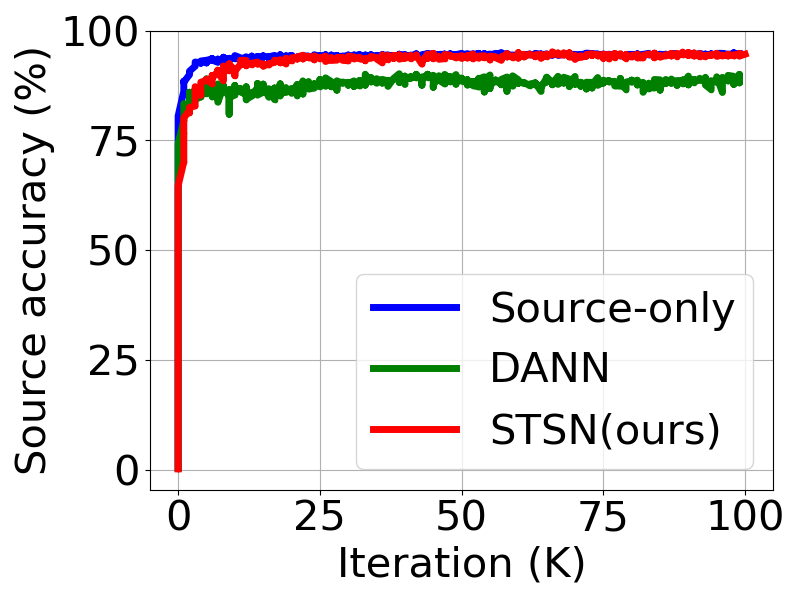 Source accuracy (%)
100
75
50
25
0
Source-only
DANN
STSN(ours)
0 25 50 75 100
Iteration (K)